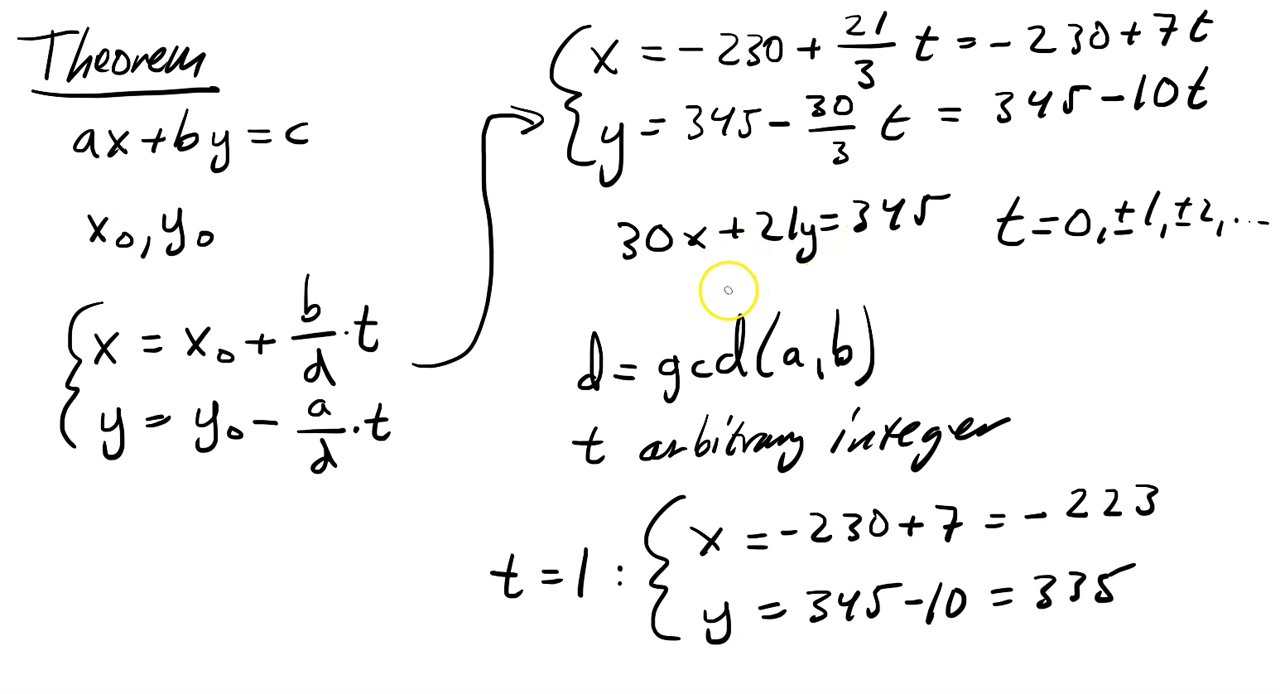 Theorem
ax+by=c
x₀, y₀
x = x₀ + b/d · t
y = y₀ - a/d · t
x = -230 + 21/3 t = -230+7t
y = 345 - 30/3 t = 345-10t
30x+21y=345 t=0, ±1, ±2, ...
d = gcd(a,b)
t arbitrary integer
t=1: x = -230+7 = -223
y = 345-10 = 335